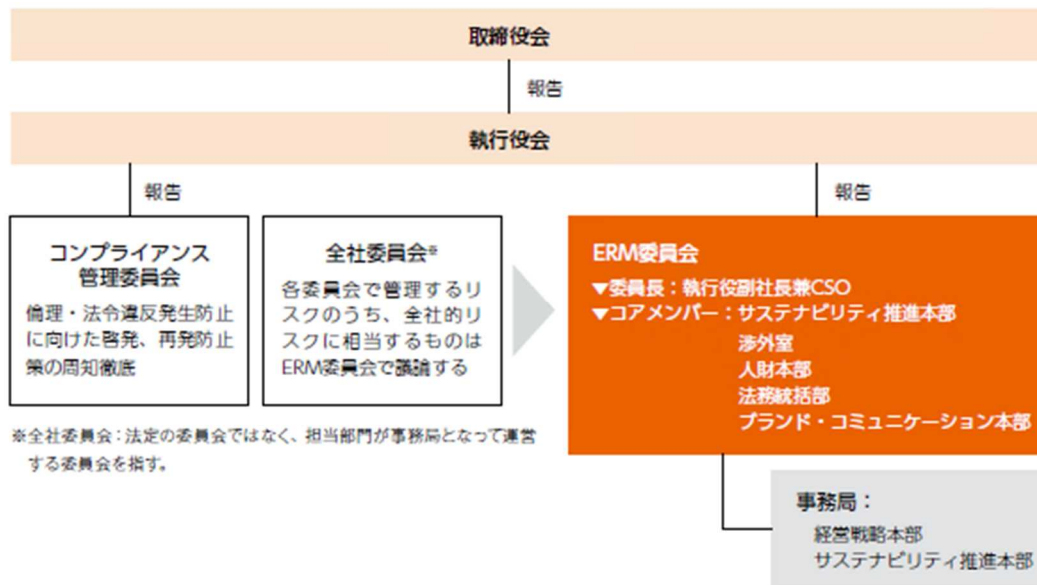 取締役会
報告
執行役会
報告
報告
コンプライアンス
管理委員会
倫理・法令違反発生防止
に向けた啓発、再発防止
策の周知徹底
全社委員会※
各委員会で管理するリ
スクのうち、全社的リ
スクに相当するものは
ERM委員会で議論する
ERM委員会
▼委員長：執行役副社長兼CSO
▼コアメンバー：サステナビリティ推進本部
渉外室
人財本部
法務統括部
ブランド・コミュニケーション本部
※全社委員会：法定の委員会ではなく、担当部門が事務局となって運営
する委員会を指す。
事務局：
経営戦略本部
サステナビリティ推進本部